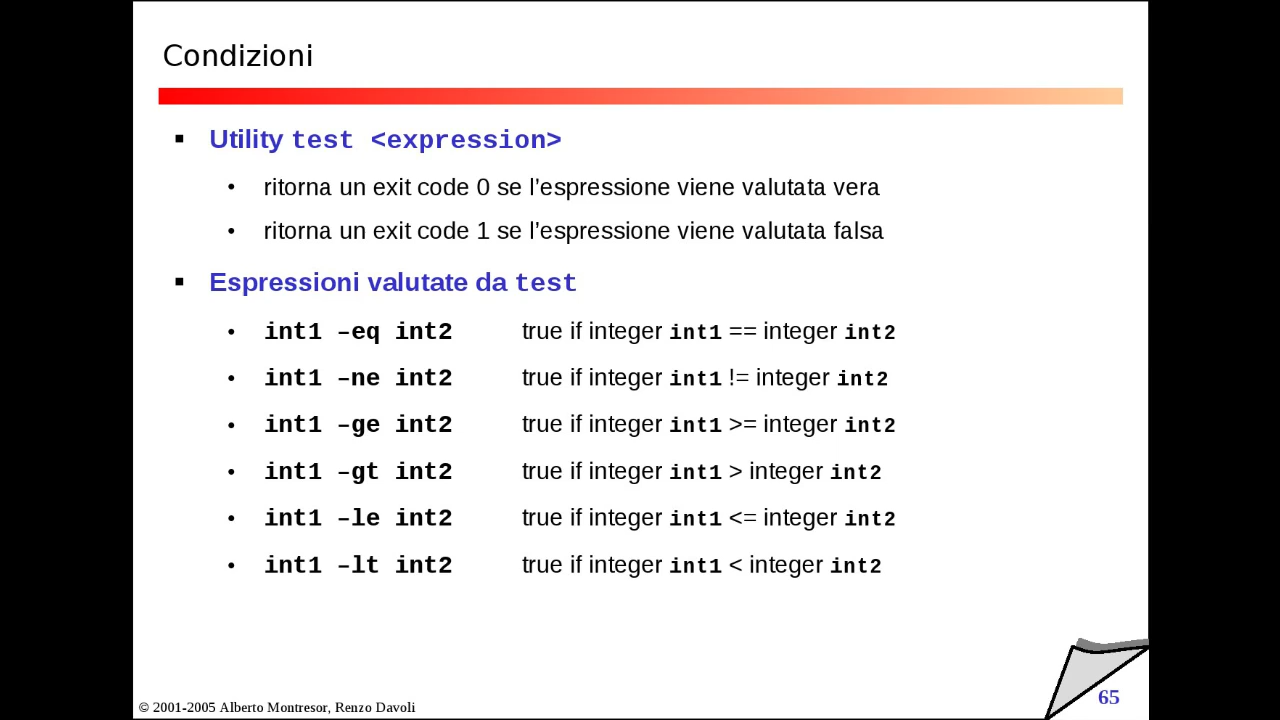 Condizioni
▪ Utility test <expression>
• ritorna un exit code 0 se l’espressione viene valutata vera
• ritorna un exit code 1 se l’espressione viene valutata falsa
▪ Espressioni valutate da test
• int1 –eq int2 true if integer int1 == integer int2
• int1 –ne int2 true if integer int1 != integer int2
• int1 –ge int2 true if integer int1 >= integer int2
• int1 –gt int2 true if integer int1 > integer int2
• int1 –le int2 true if integer int1 <= integer int2
• int1 –lt int2 true if integer int1 < integer int2
© 2001-2005 Alberto Montresor, Renzo Davoli
65